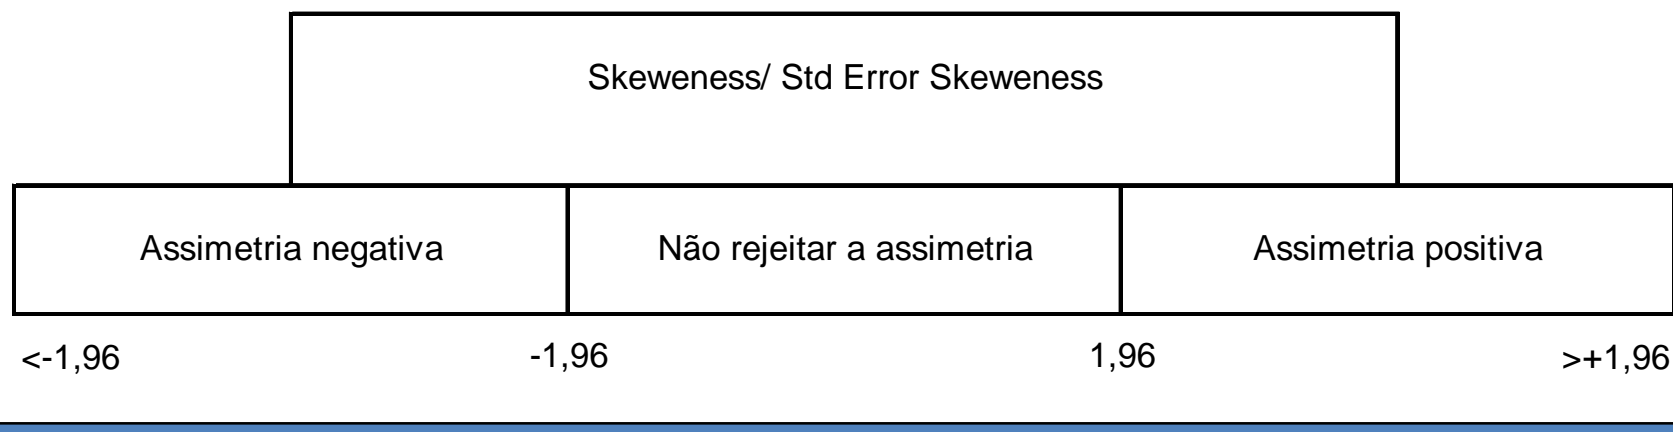 Skeweness/ Std Error Skeweness
Assimetria negativa
Não rejeitar a assimetria
Assimetria positiva
<-1,96
-1,96
1,96
>+1,96